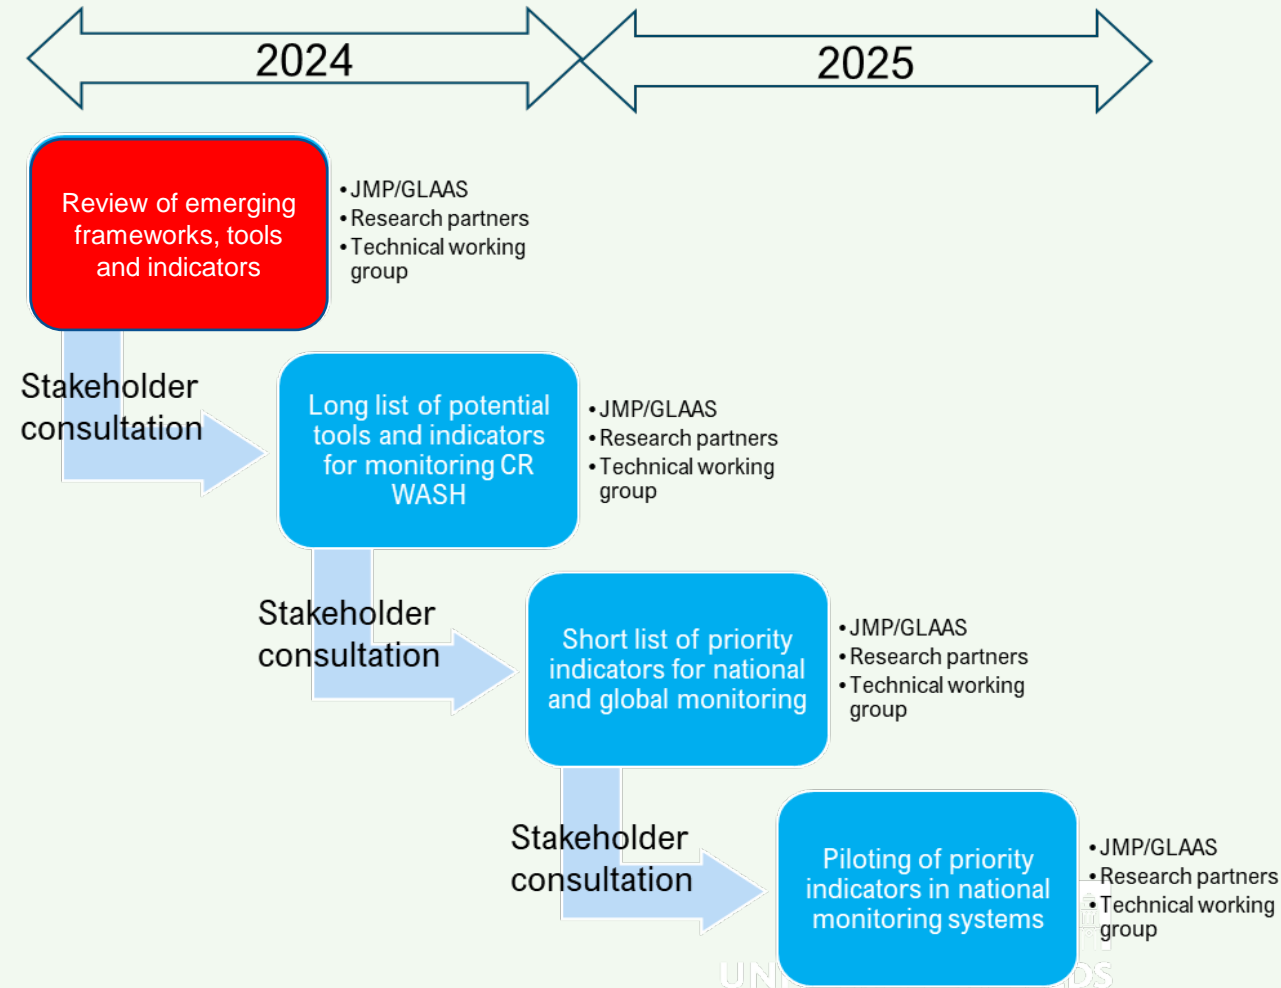 2024
2025
Review of emerging
frameworks, tools
and indicators
•JMP/GLAAS
•Research partners
•Technical working
group
Stakeholder
consultation
Long list of potential
tools and indicators
for monitoring CR
WASH
•JMP/GLAAS
•Research partners
•Technical working
group
Stakeholder
consultation
Short list of priority
indicators for national
and global monitoring
•JMP/GLAAS
•Research partners
•Technical working
group
Stakeholder
consultation
Piloting of priority
indicators in national
monitoring systems
•JMP/GLAAS
•Research partners
•Technical working
group